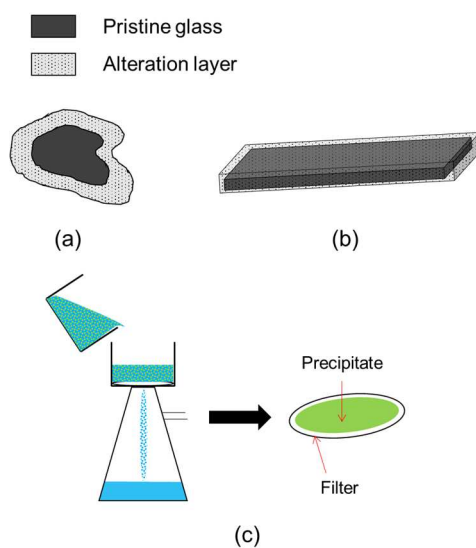 Pristine glass
Alteration layer
(a)
(b)
Precipitate
Filter
(c)